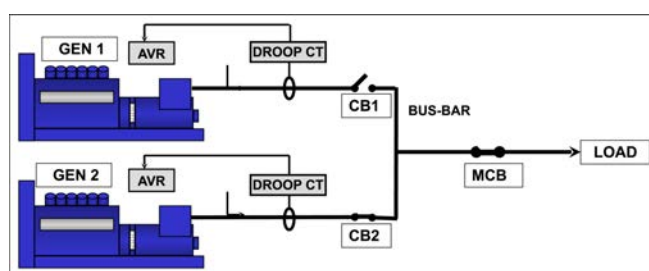 GEN 1
AVR
DROOP CT
CB1
BUS-BAR
LOAD
MCB
GEN 2
AVR
DROOP CT
CB2